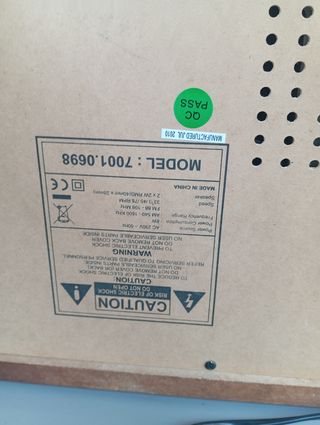 CAUTION
RISK OF ELECTRIC SHOCK
DO NOT OPEN
CAUTION:
TO REDUCE THE RISK OF ELECTRIC SHOCK
DO NOT REMOVE COVER (OR BACK)
NO USER SERVICEABLE PARTS INSIDE.
REFER SERVICING TO QUALIFIED SERVICE PERSONNEL
WARNING
TO PREVENT ELECTRIC SHOCK
DO NOT REMOVE BACK COVER
NO USER SERVICEABLE PARTS INSIDE
Power Source AC 230V ~ 50Hz
Power Consumption 8W
Frequency Range AM 540 - 1600 KHz
FM 88 - 108 MHz
Speed 33 1/3 /45 /78 RPM
Speaker 2 x 2W RMS
MADE IN CHINA
CE
MODEL : 7001.0698
MANUFACTURED JUL 2010
QC
PASS